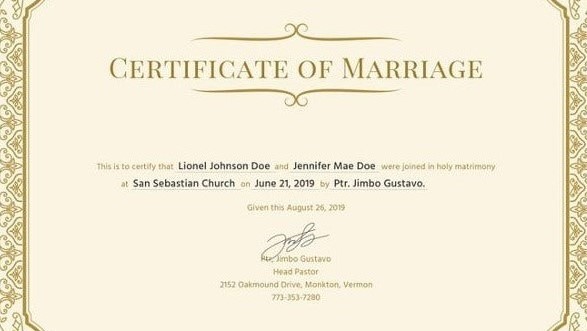 CERTIFICATE OF MARRIAGE
This is to certify that Lionel Johnson Doe and Jennifer Mae Doe were joined in holy matrimony
at San Sebastian Church on June 21, 2019 by Ptr. Jimbo Gustavo.
Given this August 26, 2019
Ptr. Jimbo Gustavo
Head Pastor
2152 Oakmound Drive, Monkton, Vermon
773-353-7280